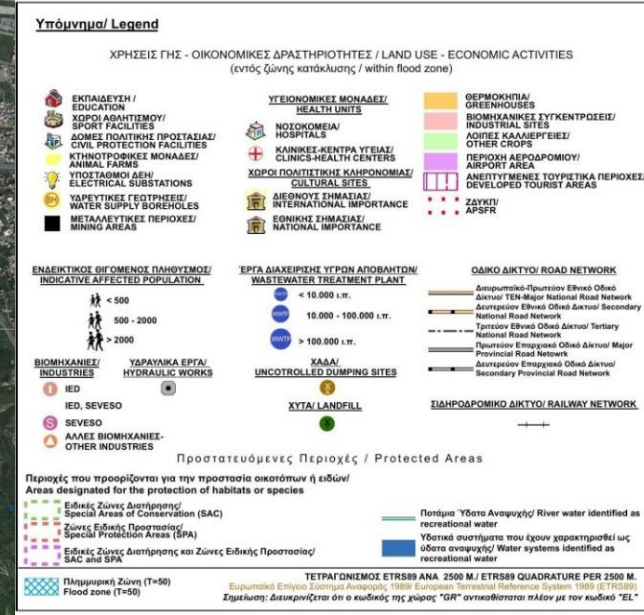 Υπόμνημα/ Legend
ΧΡΗΣΕΙΣ ΓΗΣ - ΟΙΚΟΝΟΜΙΚΕΣ ΔΡΑΣΤΗΡΙΟΤΗΤΕΣ / LAND USE - ECONOMIC ACTIVITIES
(εντός ζώνης κατάκλυσης / within flood zone)
ΕΚΠΑΙΔΕΥΣΗ /
EDUCATION
ΧΩΡΟΙ ΑΘΛΗΤΙΣΜΟΥ/
SPORT FACILITIES
ΔΟΜΕΣ ΠΟΛΙΤΙΚΗΣ ΠΡΟΣΤΑΣΙΑΣ/
CIVIL PROTECTION FACILITIES
ΚΤΗΝΟΤΡΟΦΙΚΕΣ ΜΟΝΑΔΕΣ/
ANIMAL FARMS
ΥΠΟΣΤΑΘΜΟΙ ΔΕΗ/
ELECTRICAL SUBSTATIONS
ΥΔΡΕΥΤΙΚΕΣ ΓΕΩΤΡΗΣΕΙΣ/
WATER SUPPLY BOREHOLES
ΜΕΤΑΛΛΕΥΤΙΚΕΣ ΠΕΡΙΟΧΕΣ/
MINING AREAS
ΥΓΕΙΟΝΟΜΙΚΕΣ ΜΟΝΑΔΕΣ/
HEALTH UNITS
ΝΟΣΟΚΟΜΕΙΑ/
HOSPITALS
ΚΛΙΝΙΚΕΣ-ΚΕΝΤΡΑ ΥΓΕΙΑΣ/
CLINICS-HEALTH CENTERS
ΧΩΡΟΙ ΠΟΛΙΤΙΣΤΙΚΗΣ ΚΛΗΡΟΝΟΜΙΑΣ/
CULTURAL SITES
ΔΙΕΘΝΟΥΣ ΣΗΜΑΣΙΑΣ/
INTERNATIONAL IMPORTANCE
ΕΘΝΙΚΗΣ ΣΗΜΑΣΙΑΣ/
NATIONAL IMPORTANCE
ΘΕΡΜΟΚΗΠΙΑ/
GREENHOUSES
ΒΙΟΜΗΧΑΝΙΚΕΣ ΣΥΓΚΕΝΤΡΩΣΕΙΣ/
INDUSTRIAL SITES
ΛΟΙΠΕΣ ΚΑΛΛΙΕΡΓΕΙΕΣ/
OTHER CROPS
ΠΕΡΙΟΧΗ ΑΕΡΟΔΡΟΜΙΟΥ/
AIRPORT AREA
ΑΝΕΠΤΥΓΜΕΝΕΣ ΤΟΥΡΙΣΤΙΚΑ ΠΕΡΙΟΧΕΣ/
DEVELOPED TOURIST AREAS
ΖΔΥΚΠ/
APSFR
ΕΝΔΕΙΚΤΙΚΟΣ ΘΙΓΟΜΕΝΟΣ ΠΛΗΘΥΣΜΟΣ/
INDICATIVE AFFECTED POPULATION
< 500
500 - 2000
> 2000
ΈΡΓΑ ΔΙΑΧΕΙΡΙΣΗΣ ΥΓΡΩΝ ΑΠΟΒΛΗΤΩΝ/
WASTEWATER TREATMENT PLANT
WWTP < 10.000 ι.π.
WWTP 10.000 - 100.000 ι.π.
WWTP > 100.000 ι.π.
ΟΔΙΚΟ ΔΙΚΤΥΟ/ ROAD NETWORK
Διευρωπαϊκό-Πρωτεύον Εθνικό Οδικό
Δίκτυο/ TEN-Major National Road Network
Δευτερεύον Εθνικό Οδικό Δίκτυο/ Secondary
National Road Network
Τριτεύον Εθνικό Οδικό Δίκτυο/ Tertiary
National Road Network
Πρωτεύον Επαρχιακό Οδικό Δίκτυο/ Major
Provincial Road Netowrk
Δευτερεύον Επαρχιακό Οδικό Δίκτυο/
Secondary Provincial Road Network
ΒΙΟΜΗΧΑΝΙΕΣ/
INDUSTRIES
IED
IED, SEVESO
SEVESO
ΑΛΛΕΣ ΒΙΟΜΗΧΑΝΙΕΣ-
OTHER INDUSTRIES
ΥΔΡΑΥΛΙΚΑ ΕΡΓΑ/
HYDRAULIC WORKS
ΧΑΔΑ/
UNCOTROLLED DUMPING SITES
ΧΥΤΑ/ LANDFILL
ΣΙΔΗΡΟΔΡΟΜΙΚΟ ΔΙΚΤΥΟ/ RAILWAY NETWORK
Προστατευόμενες Περιοχές / Protected Areas
Περιοχές που προορίζονται για την προστασία οικοτόπων ή ειδών/
Areas designated for the protection of habitats or species
Ειδικές Ζώνες Διατήρησης/
Special Areas of Conservation (SAC)
Ζώνες Ειδικής Προστασίας/
Special Protection Areas (SPA)
Ειδικές Ζώνες Διατήρησης και Ζώνες Ειδικής Προστασίας/
SAC and SPA
Ποτάμια Ύδατα Αναψυχής/ River water identified as
recreational water
Υδατικά συστήματα που έχουν χαρακτηρισθεί ως
ύδατα αναψυχής/ Water systems identified as
recreational water
Πλημμυρική Ζώνη (T=50)
Flood zone (T=50)
ΤΕΤΡΑΓΩΝΙΣΜΟΣ ETRS89 ΑΝΑ 2500 Μ./ ETRS89 QUADRATURE PER 2500 M.
Ευρωπαϊκό Επίγειο Σύστημα Αναφοράς 1989/ European Terrestrial Reference System 1989 (ETRS89)
Σημείωση: Διευκρινίζεται ότι ο κωδικός της χώρας "GR" αντικαθίσταται πλέον με τον κωδικό "EL"